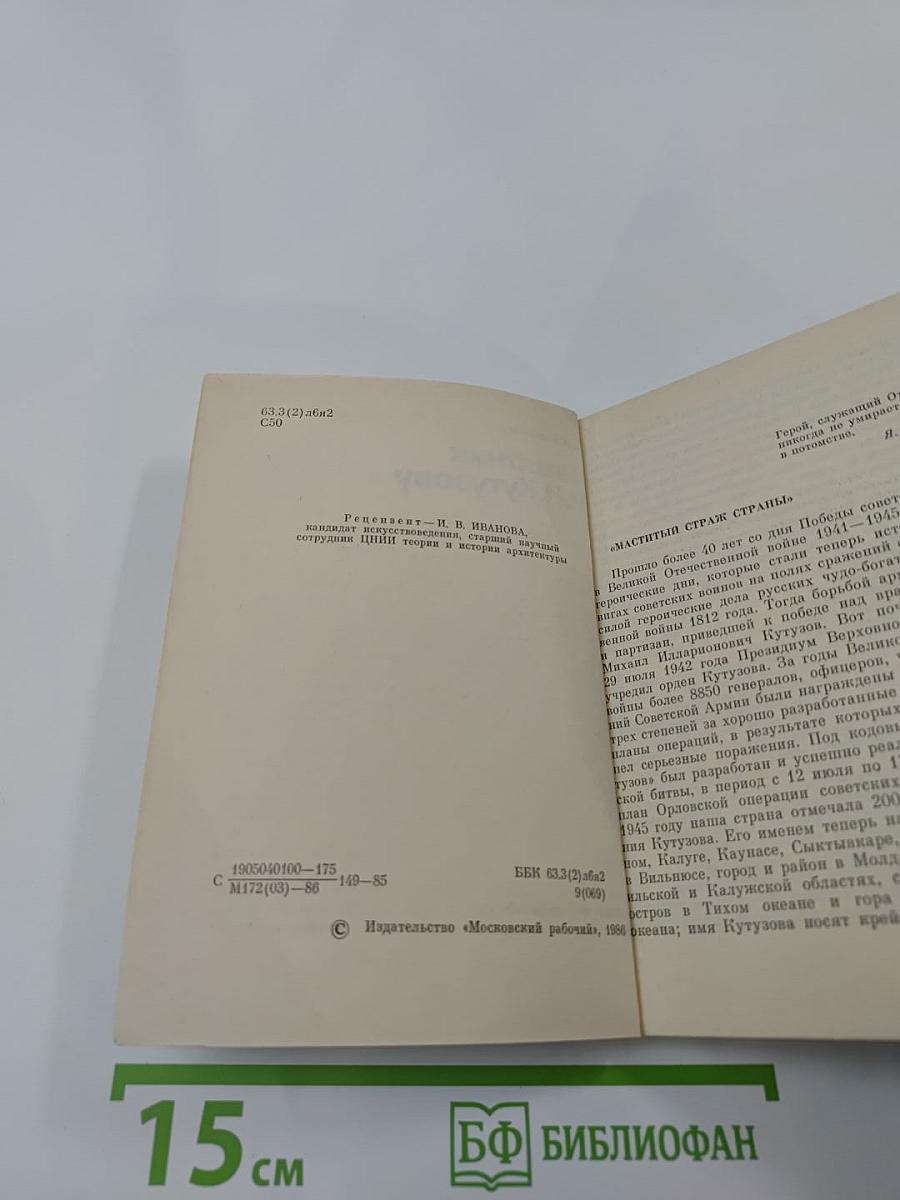 63.3(2)л6я2
С50
Рецензент — И. В. ИВАНОВА,
кандидат искусствоведения, старший научный
сотрудник ЦНИИ теории и истории архитектуры
С 1905040100—175
М172(03)—86
149—85
ББК 63.3(2)лбя2
9(069)
© Издательство «Московский рабочий», 1986
Герой, служащий
никогда не умирает
в потомстве.
Я.
«МАСТИТЫЙ СТРАЖ СТРАНЫ»
Прошло более 40 лет со дня Победы совет
в Великой Отечественной войне 1941—1945
героические дни, которые стали теперь ист
вигах советских воинов на полях сражений
силой героические дела русских чудо-богат
венной войны 1812 года. Тогда борьбой арм
и партизан, приведшей к победе над вра
Михаил Илларионович Кутузов. Вот поч
29 июля 1942 года Президиум Верховно
учредил орден Кутузова. За годы Велико
войны более 8850 генералов, офицеров,
ний Советской Армии были награждены
трех степеней за хорошо разработанные
планы операций, в результате которых
пел серьезные поражения. Под кодовы
тузов» был разработан и успешно реал
ской битвы, в период с 12 июля по 1
план Орловской операции советских
1945 году наша страна отмечала 200
ния Кутузова. Его именем теперь на
ном, Калуге, Каунасе, Сыктывкаре,
в Вильнюсе, город и район в Молд
ильской и Калужской областях, с
остров в Тихом океане и гора
океана; имя Кутузова носят крей
15 см
БФ БИБЛИОФАН